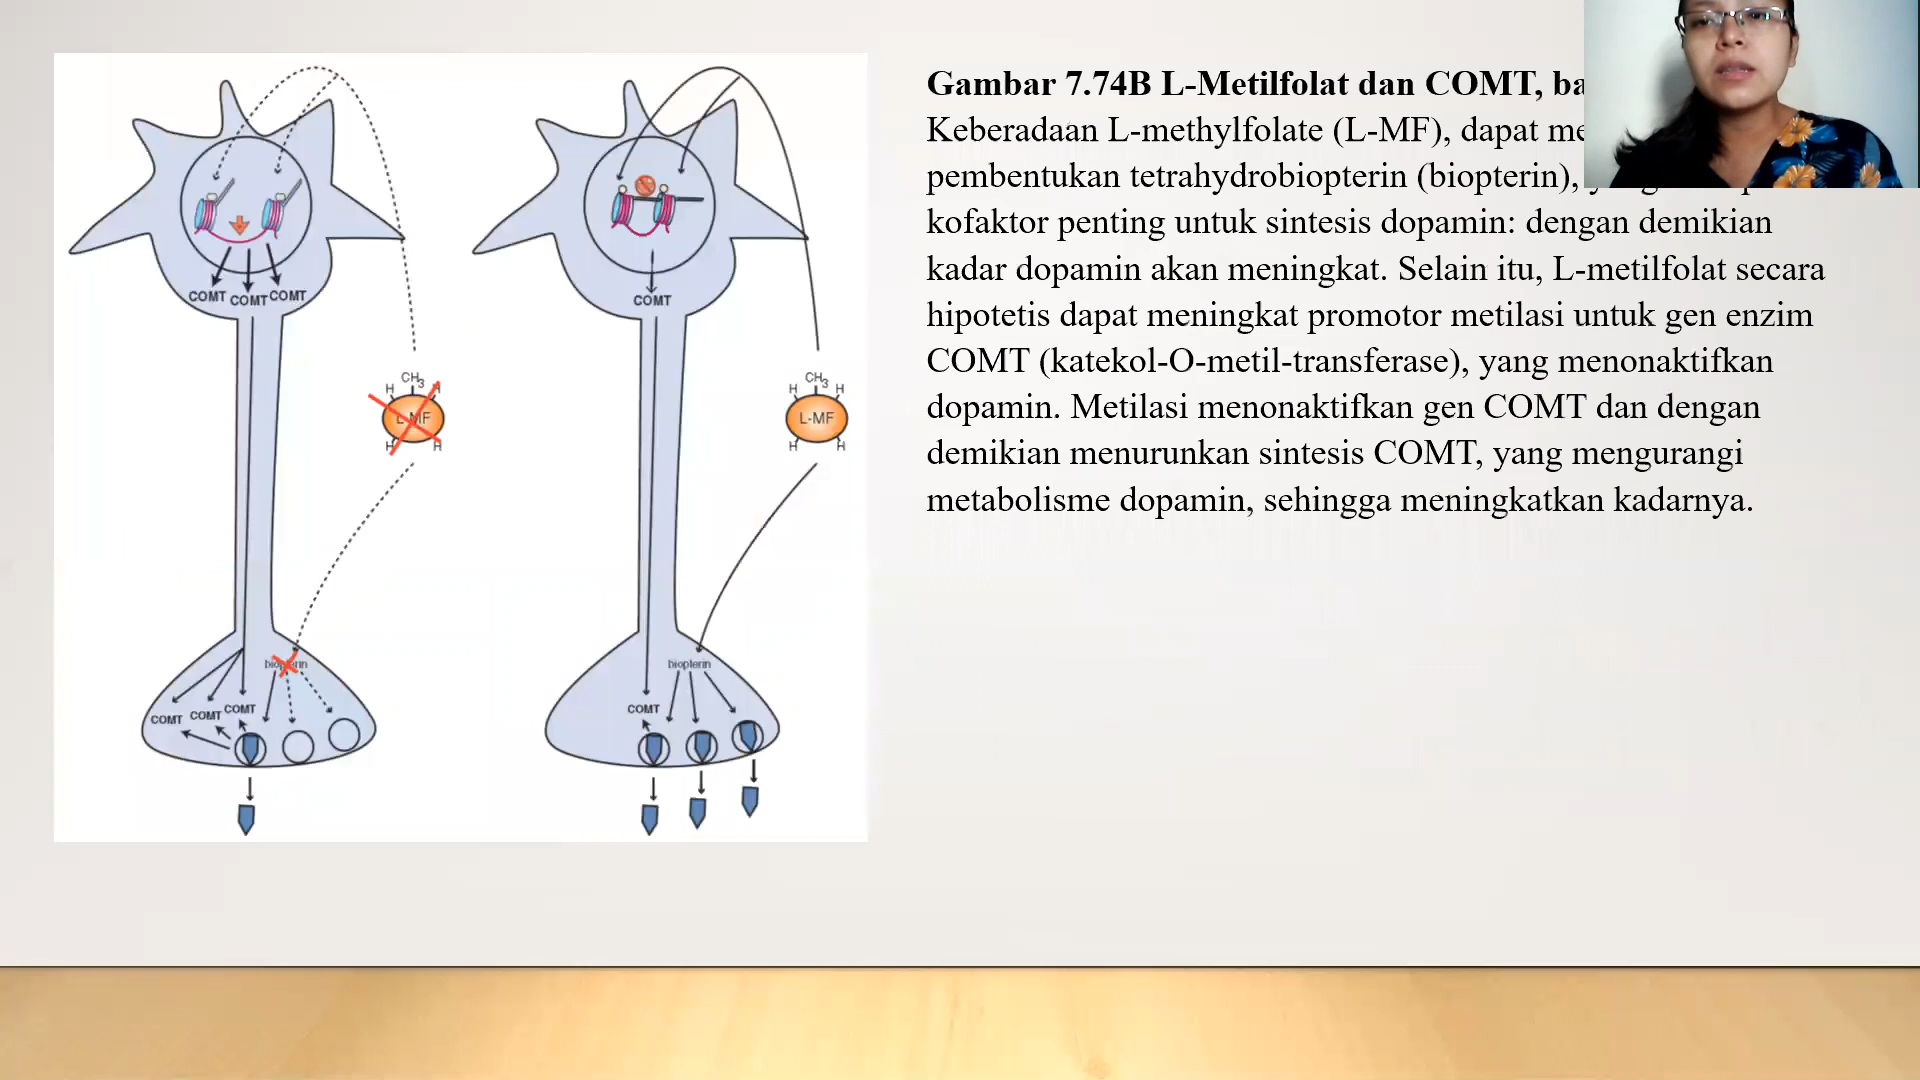 Gambar 7.74B L-Metilfolat dan COMT,
Keberadaan L-methylfolate (L-MF), dapat
pembentukan tetrahydrobiopterin (biopterin),
kofaktor penting untuk sintesis dopamin: dengan demikian
kadar dopamin akan meningkat. Selain itu, L-metilfolat secara
hipotetis dapat meningkat promotor metilasi untuk gen enzim
COMT (katekol-O-metil-transferase), yang menonaktifkan
dopamin. Metilasi menonaktifkan gen COMT dan dengan
demikian menurunkan sintesis COMT, yang mengurangi
metabolisme dopamin, sehingga meningkatkan kadarnya.
COMT COMT COMT
CH3
H H
L-MF
H H
biopterin
COMT COMT COMT
COMT
CH3
H H
L-MF
H H
biopterin
COMT